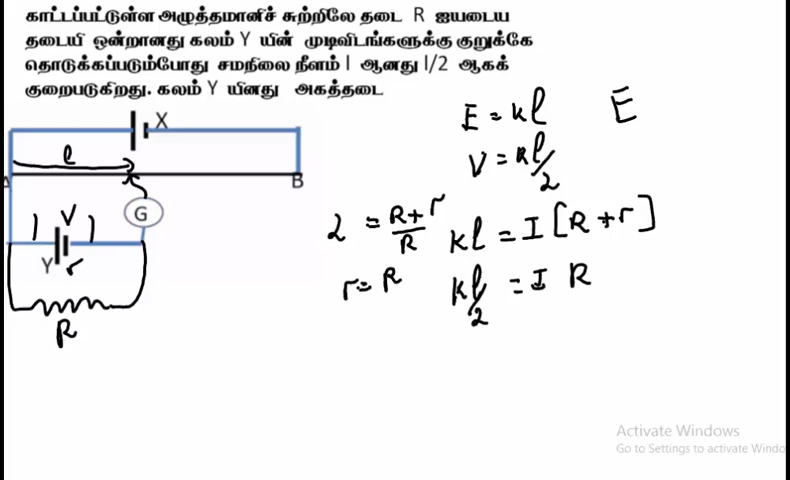 காட்டப்பட்டுள்ள அழுத்தமானிச் சுற்றிலே தடை R ஐயடைய
தடையி ஒன்றானது கலம் Y யின் முடிவிடங்களுக்கு குறுக்கே
தொடுக்கப்படும்போது சமநிலை நீளம் l ஆனது l/2 ஆகக்
குறைபடுகிறது. கலம் Y யினது அகத்தடை
X
E = kl
E
V = kl/2
l
A
B
G
V
Y
r
R
2 = R+r/R
kl = I [R+r]
r = R
kl/2 = I R
Activate Windows
Go to Settings to activate Windo